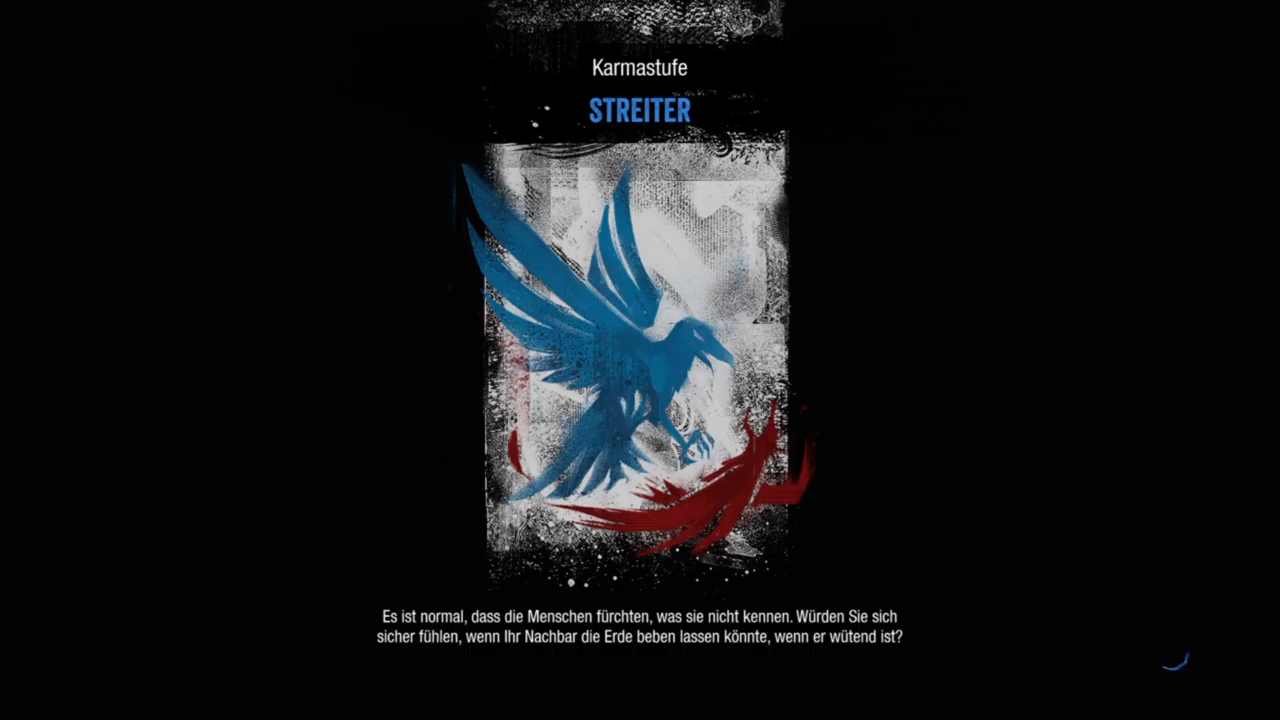 Karmastufe
STREITER
Es ist normal, dass die Menschen fürchten, was sie nicht kennen. Würden Sie sich
sicher fühlen, wenn Ihr Nachbar die Erde beben lassen könnte, wenn er wütend ist?